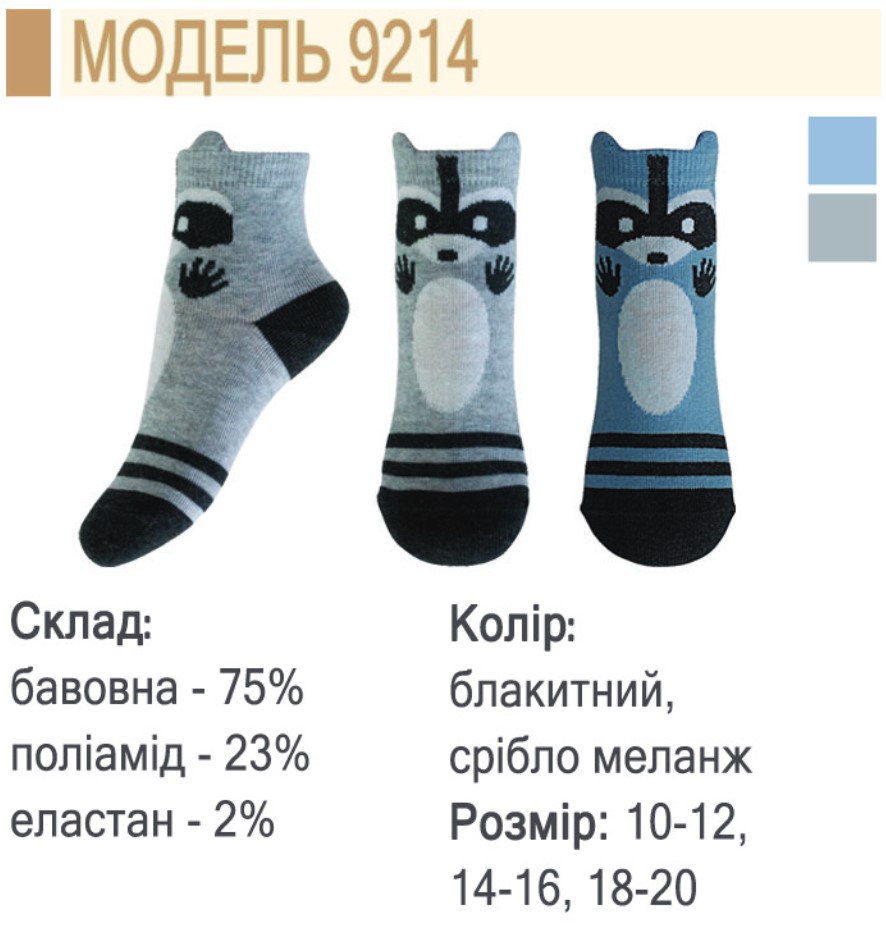 МОДЕЛЬ 9214
Склад:
бавовна - 75%
поліамід - 23%
еластан - 2%
Колір:
блакитний,
срібло меланж
Розмір: 10-12,
14-16, 18-20